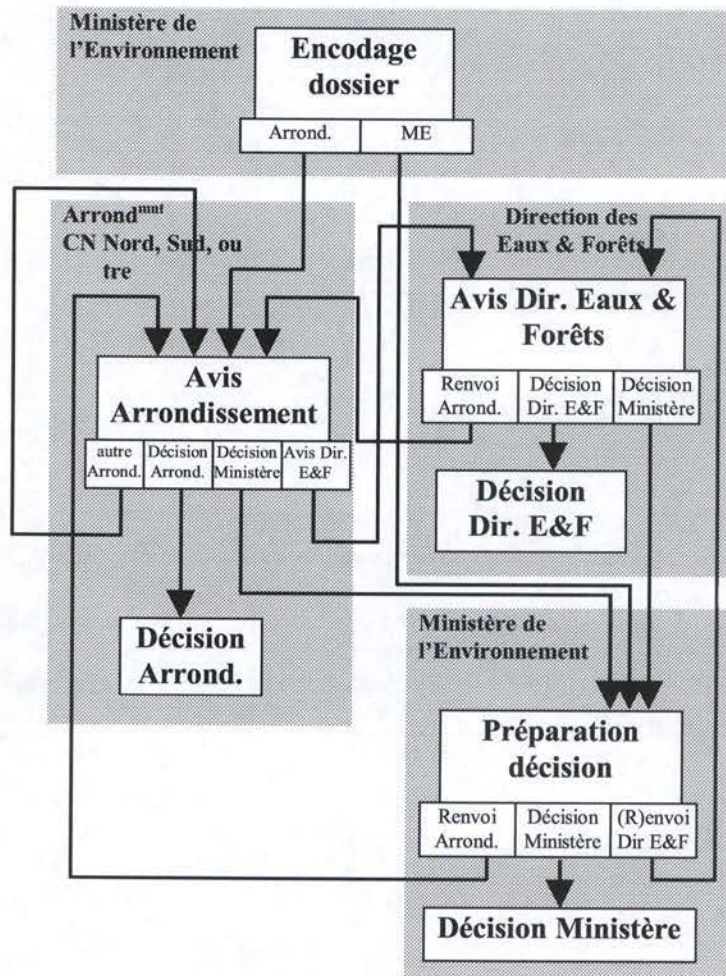 Ministère de
l'Environnement
Encodage
dossier
Arrond.
ME
Arrond^mnt
CN Nord, Sud, ou
tre
Direction des
Eaux & Forêts
Avis Dir. Eaux &
Forêts
Renvoi
Arrond.
Décision
Dir. E&F
Décision
Ministère
Avis
Arrondissement
autre
Arrond.
Décision
Arrond.
Décision
Ministère
Avis Dir.
E&F
Décision
Dir. E&F
Décision
Arrond.
Ministère de
l'Environnement
Préparation
décision
Renvoi
Arrond.
Décision
Ministère
(R)envoi
Dir E&F
Décision Ministère